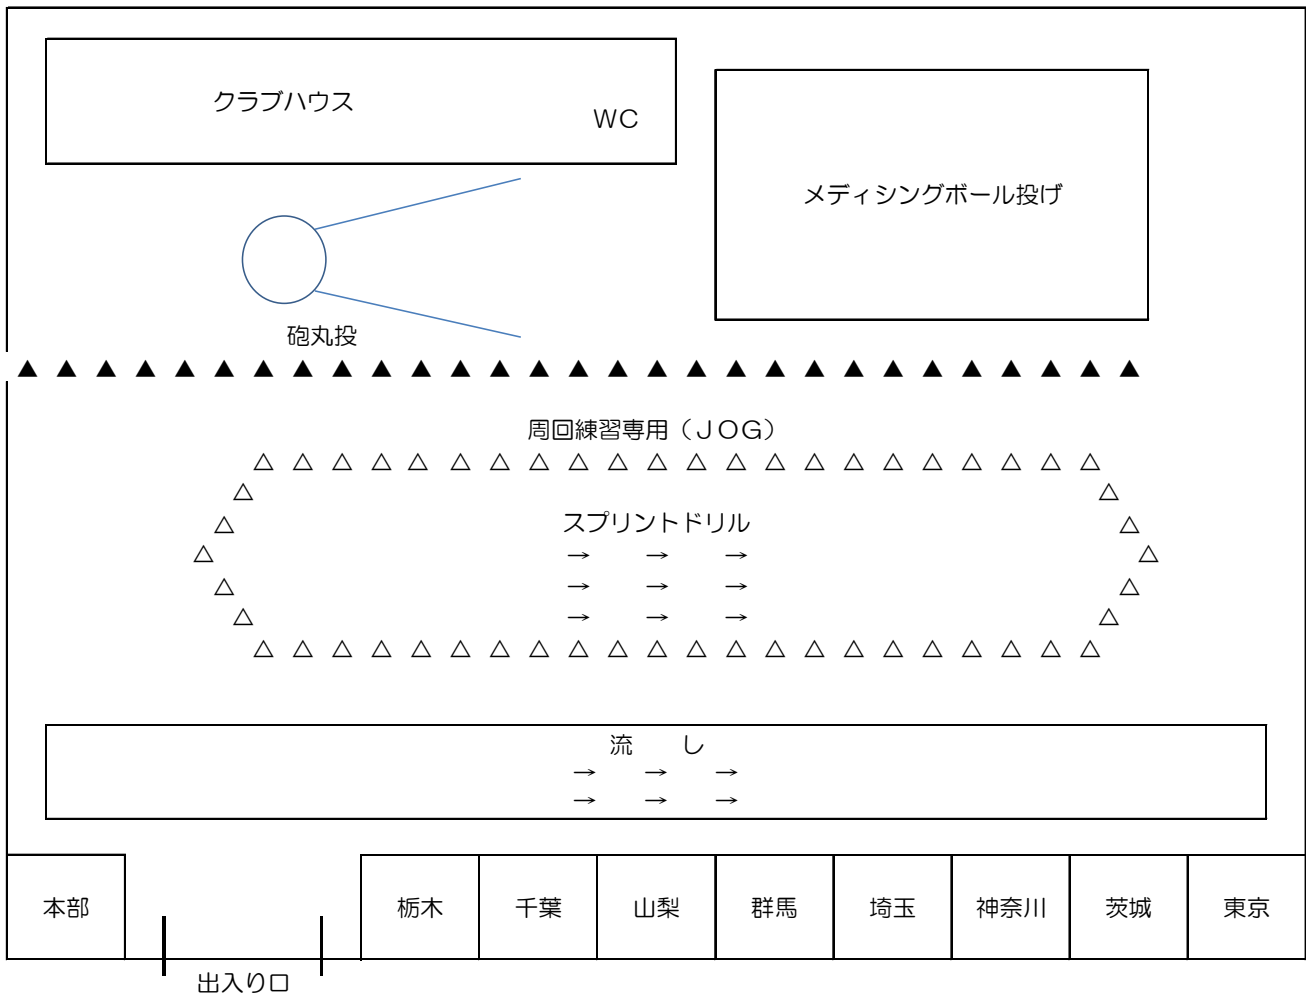 クラブハウス
ＷＣ
メディシングボール投げ
砲丸投
▲ ▲ ▲ ▲ ▲ ▲ ▲ ▲ ▲ ▲ ▲ ▲ ▲ ▲ ▲ ▲ ▲ ▲ ▲ ▲ ▲ ▲ ▲ ▲ ▲ ▲ ▲ ▲ ▲
周回練習専用（ＪＯＧ）
△ △ △ △ △ △ △ △ △ △ △ △ △ △ △ △ △ △ △ △ △ △
△ △
スプリントドリル
△ △
△ → → → △
△ → → → △
△ → → → △
△ △ △ △ △ △ △ △ △ △ △ △ △ △ △ △ △ △ △ △ △ △
流　し
→ → →
→ → →
本部
栃木
千葉
山梨
群馬
埼玉
神奈川
茨城
東京
出入り口